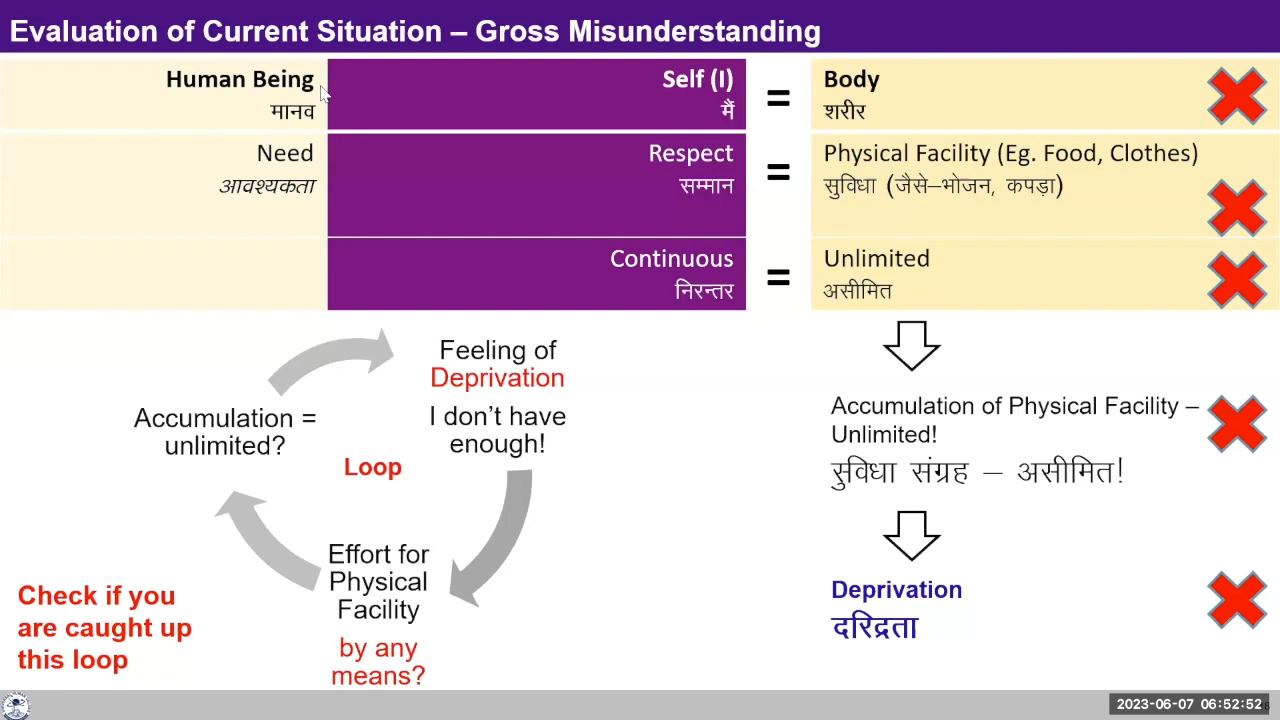 Evaluation of Current Situation – Gross Misunderstanding
Human Being
मानव
Self (I)
मैं
=
Body
शरीर
Need
आवश्यकता
Respect
सम्मान
=
Physical Facility (Eg. Food, Clothes)
सुविधा (जैसे–भोजन, कपड़ा)
Continuous
निरन्तर
=
Unlimited
असीमित
Feeling of
Deprivation
I don’t have
enough!
Accumulation =
unlimited?
Loop
Effort for
Physical
Facility
by any
means?
Check if you
are caught up
this loop
Accumulation of Physical Facility –
Unlimited!
सुविधा संग्रह – असीमित!
Deprivation
दरिद्रता
2023-06-07 06:52:52